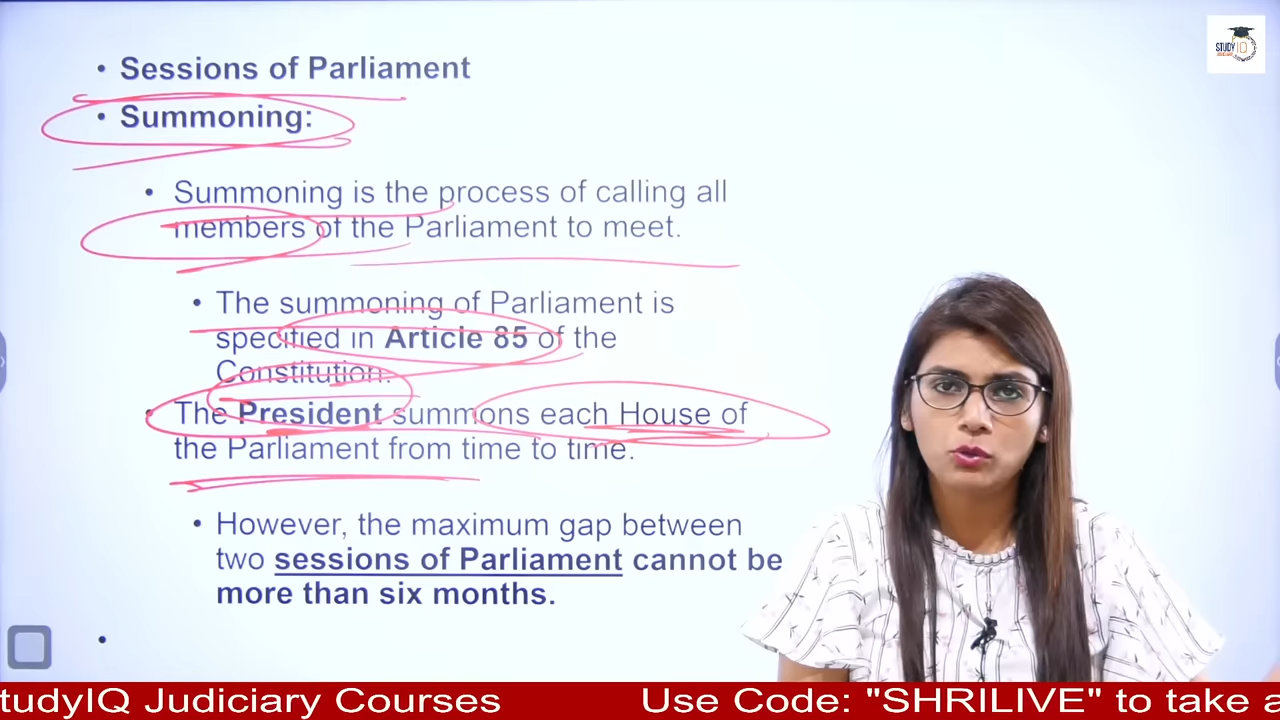 • Sessions of Parliament
• Summoning:
• Summoning is the process of calling all
members of the Parliament to meet.
• The summoning of Parliament is
specified in Article 85 of the
Constitution.
• The President summons each House of
the Parliament from time to time.
• However, the maximum gap between
two sessions of Parliament cannot be
more than six months.
•
STUDY IQ
tudyIQ Judiciary Courses Use Code: "SHRILIVE" to take a